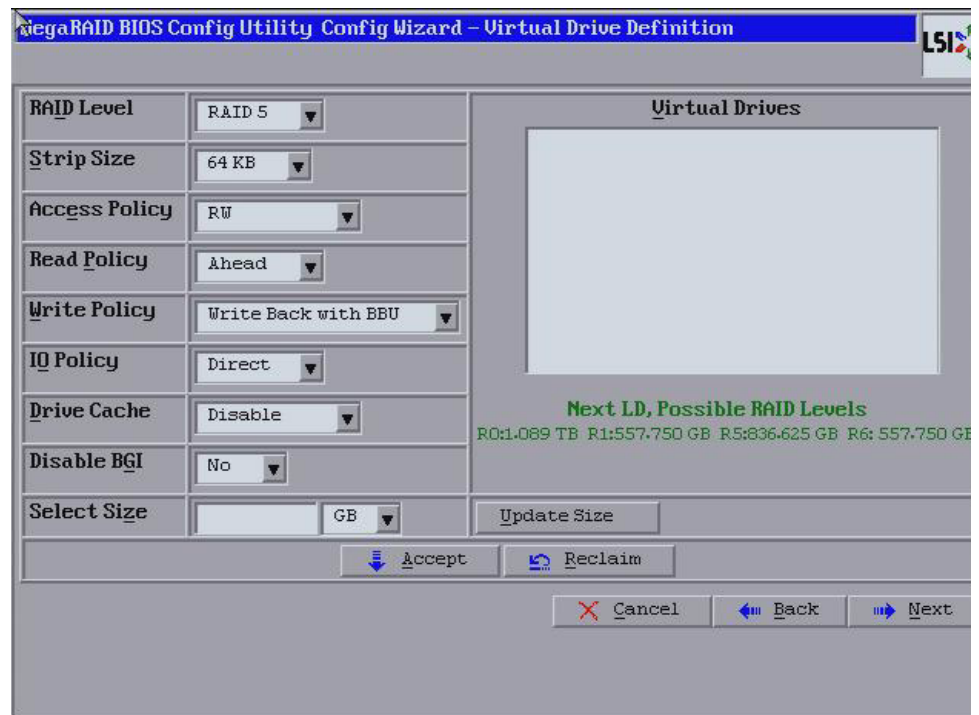 egaRAID BIOS Config Utility Config Wizard – Virtual Drive Definition
LSI
RAID Level RAID 5
Strip Size 64 KB
Access Policy RW
Read Policy Ahead
Write Policy Write Back with BBU
IO Policy Direct
Drive Cache Disable
Disable BGI No
Select Size GB
Virtual Drives
Next LD, Possible RAID Levels
R0:1.089 TB R1:557.750 GB R5:836.625 GB R6: 557.750 GB
Update Size
Accept Reclaim
Cancel Back Next